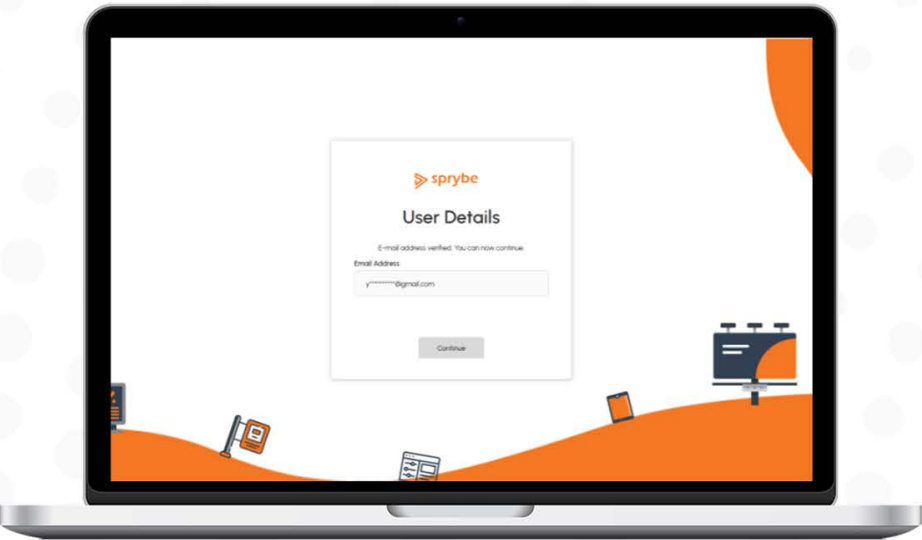 sprybe
User Details
E-mail address verified. You can now continue.
Email Address
y**********@gmail.com
Continue